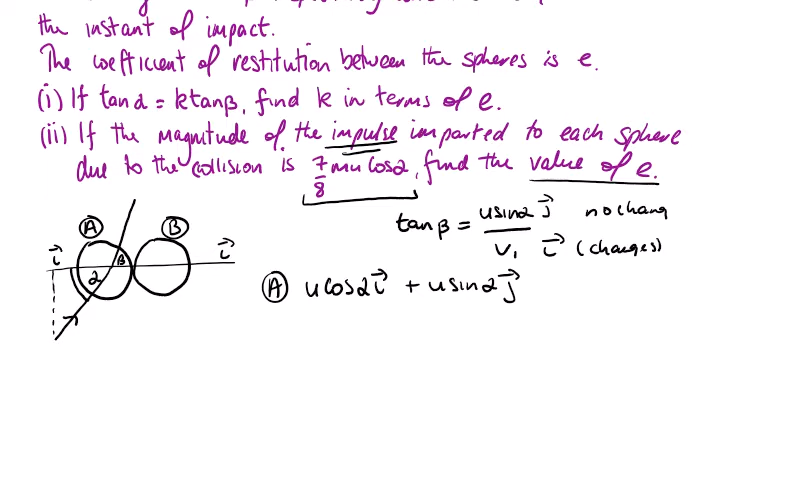 the instant of impact.
The coefficient of restitution between the spheres is e.
(i) If tan α = k tan β, find k in terms of e.
(ii) If the magnitude of the impulse imparted to each sphere
due to the collision is 7/8 mu cos α, find the value of e.
A B
tan β = u sin α j⃗ / v₁ i⃗ no chang (changes)
i⃗ α β i⃗
A u cos α i⃗ + u sin α j⃗